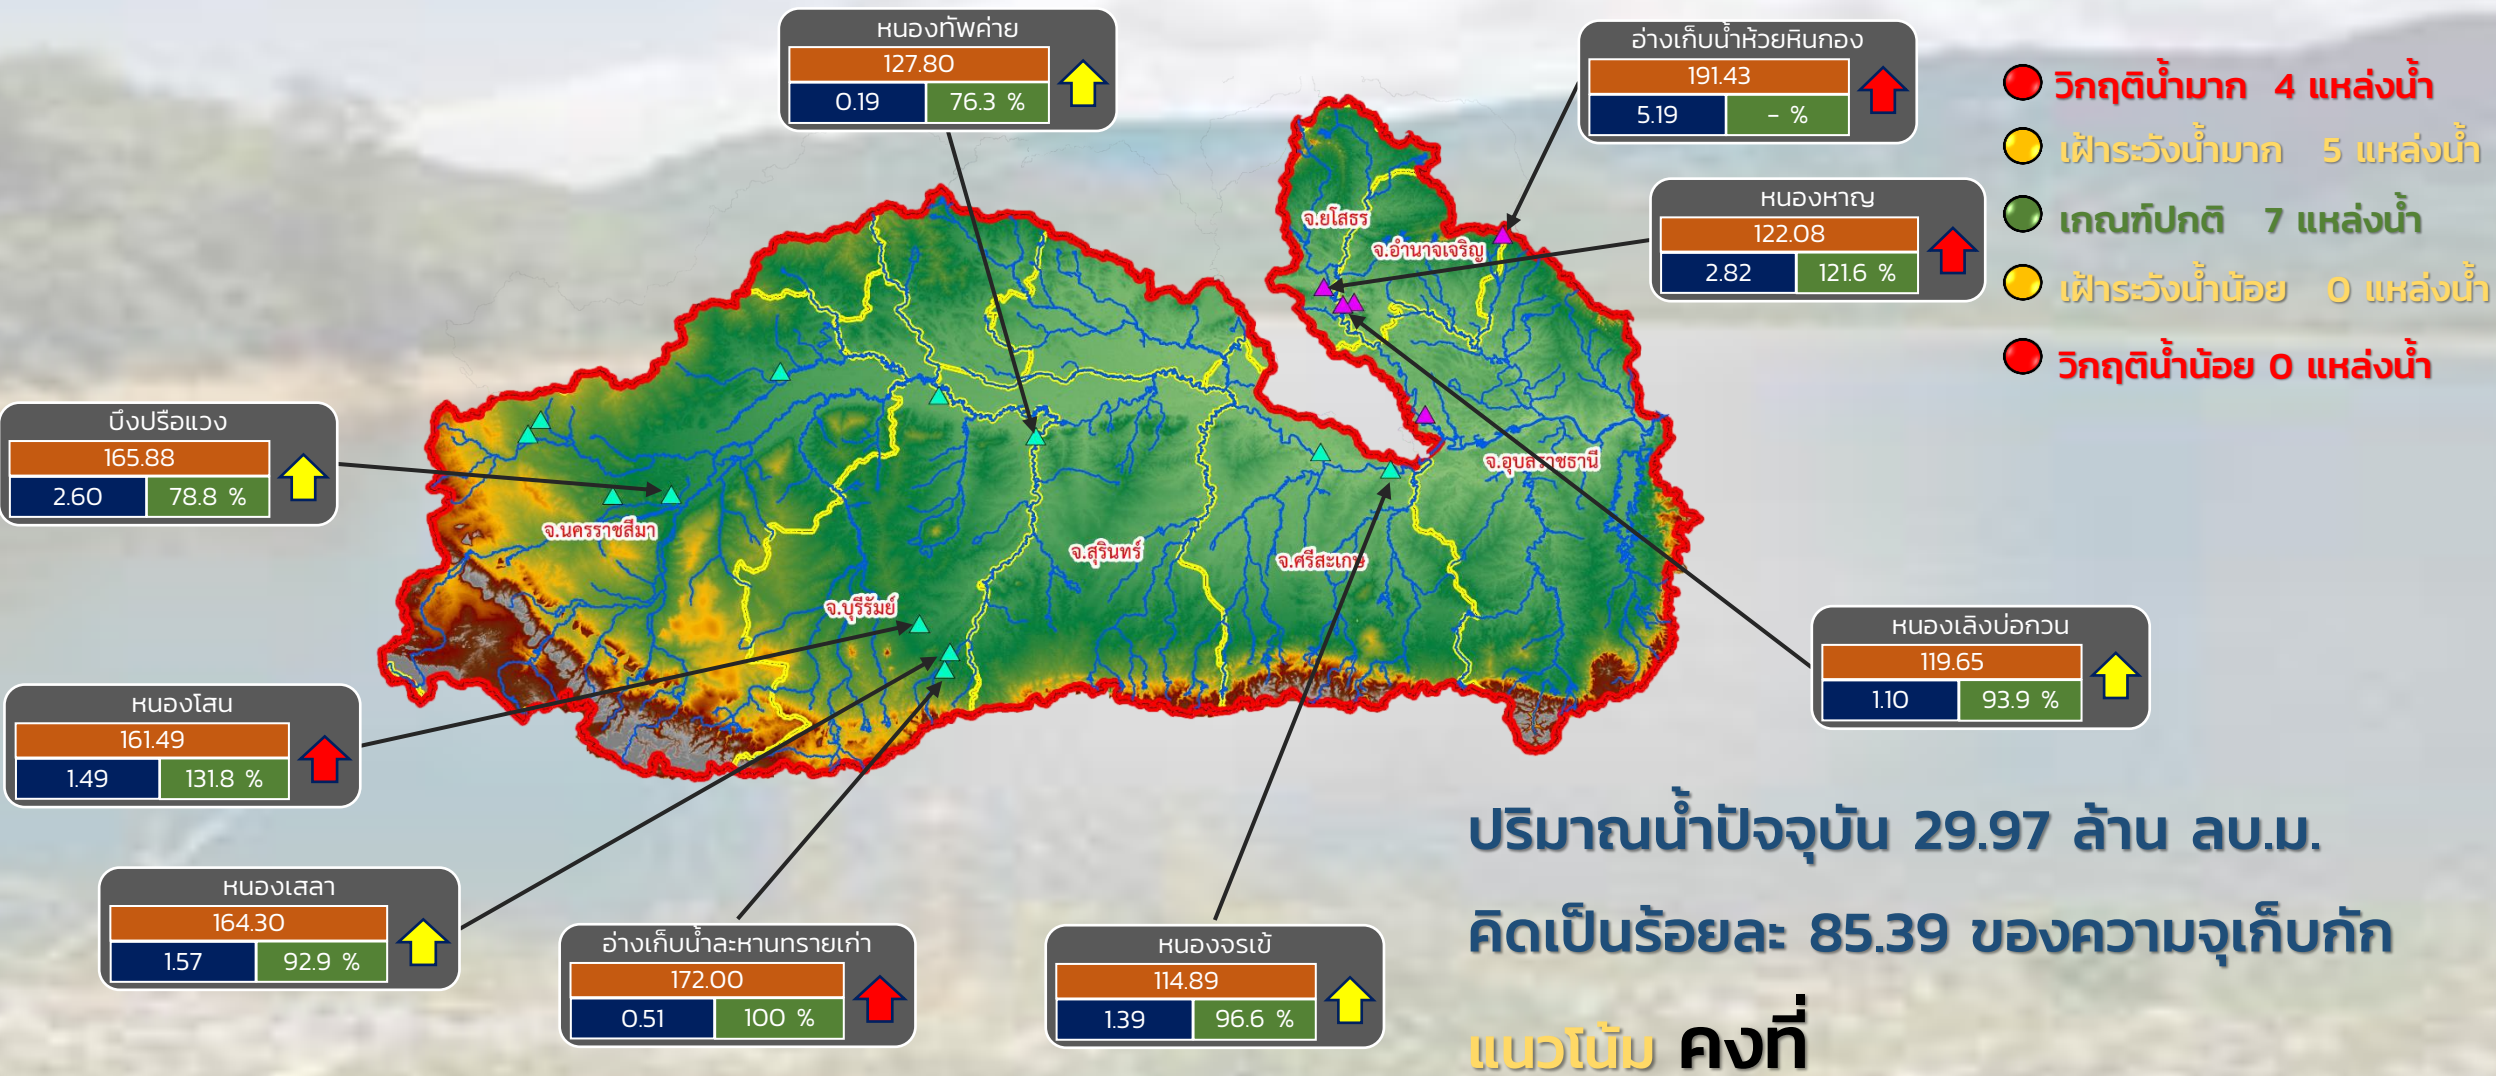 หนองทัพค่าย
127.80
0.19 76.3 %
อ่างเก็บน้ำห้วยหินกอง
191.43
5.19 - %
วิกฤติน้ำมาก 4 แหล่งน้ำ
เฝ้าระวังน้ำมาก 5 แหล่งน้ำ
เกณฑ์ปกติ 7 แหล่งน้ำ
เฝ้าระวังน้ำน้อย 0 แหล่งน้ำ
วิกฤติน้ำน้อย 0 แหล่งน้ำ
หนองหาญ
122.08
2.82 121.6 %
จ.ยโสธร
จ.อำนาจเจริญ
บึงปรือแวง
165.88
2.60 78.8 %
จ.อุบลราชธานี
จ.นครราชสีมา
จ.สุรินทร์
จ.ศรีสะเกษ
จ.บุรีรัมย์
หนองเลิงบ่อกวน
119.65
1.10 93.9 %
หนองโสน
161.49
1.49 131.8 %
หนองเสลา
164.30
1.57 92.9 %
อ่างเก็บน้ำละหานทรายเก่า
172.00
0.51 100 %
หนองจรเข้
114.89
1.39 96.6 %
ปริมาณน้ำปัจจุบัน 29.97 ล้าน ลบ.ม.
คิดเป็นร้อยละ 85.39 ของความจุเก็บกัก
แนวโน้ม คงที่